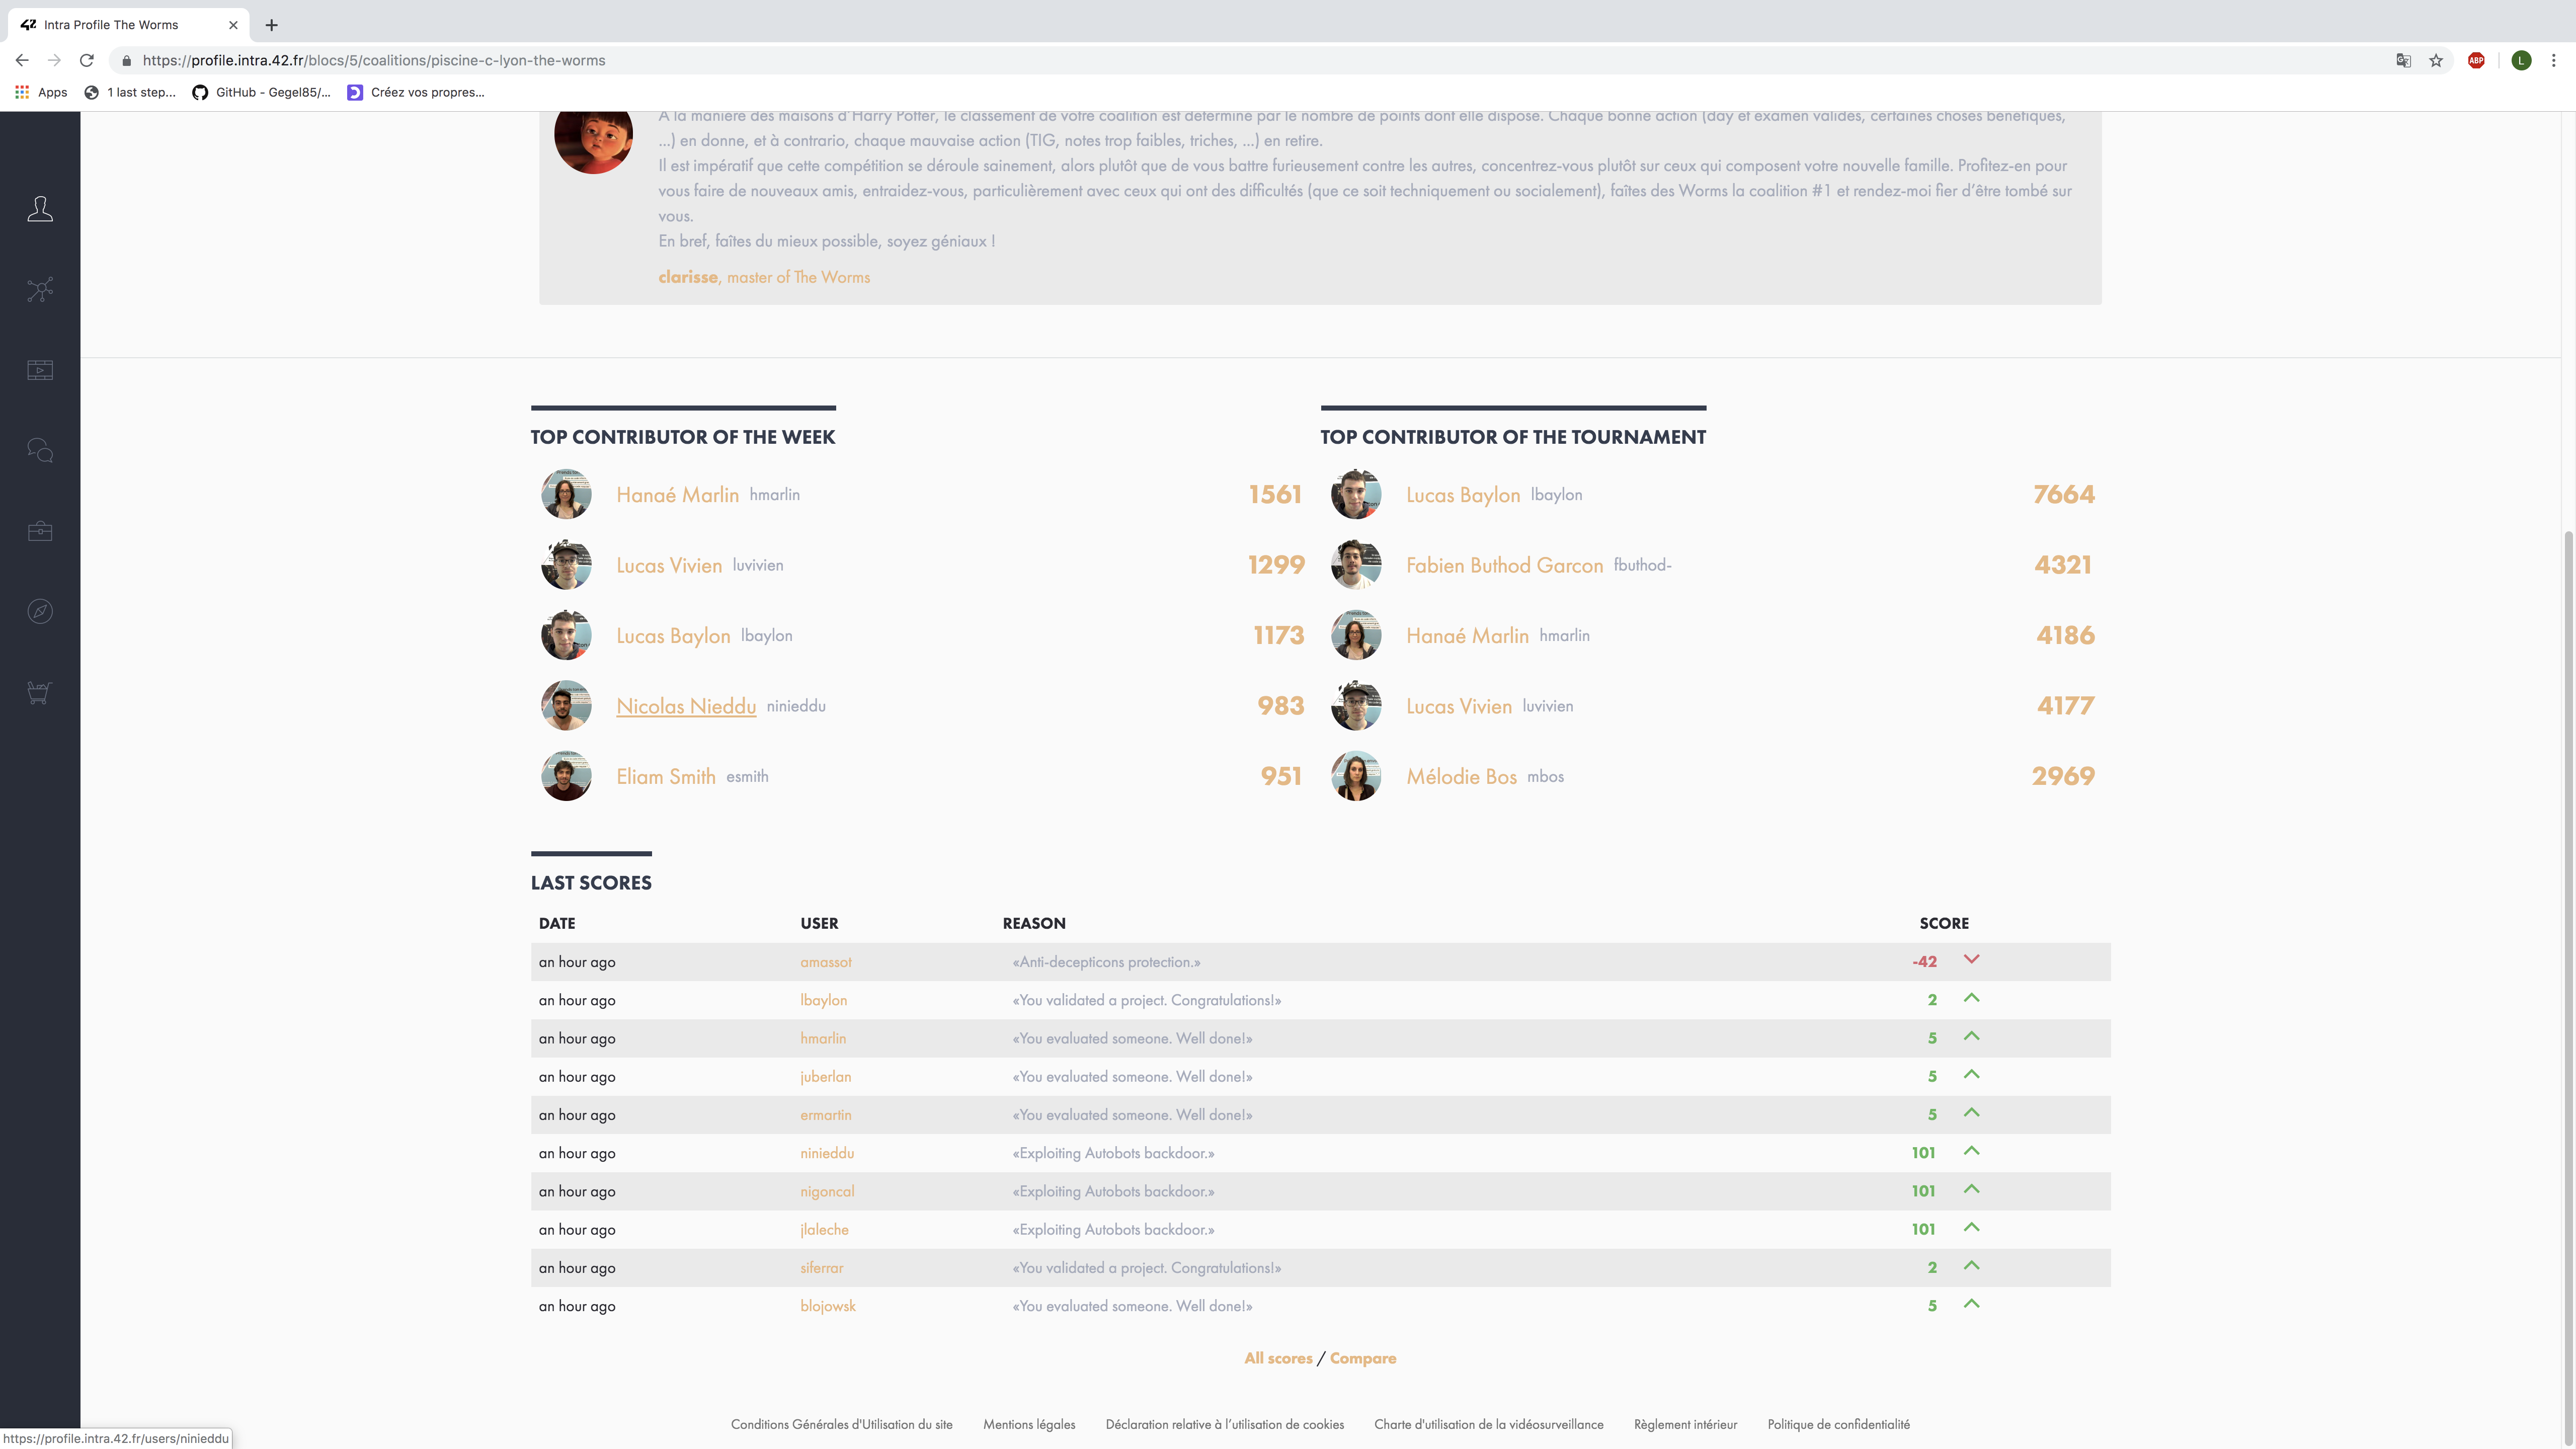 Intra Profile The Worms
https://profile.intra.42.fr/blocs/5/coalitions/piscine-c-lyon-the-worms
ABP
L
Apps
1 last step...
GitHub - Gegel85/...
Créez vos propres...
A la manière des maisons d'Harry Potter, le classement de votre coalition est déterminé par le nombre de points dont elle dispose. Chaque bonne action (day et examen validés, certaines choses bénéfiques,
...) en donne, et à contrario, chaque mauvaise action (TIG, notes trop faibles, triches, ...) en retire.
Il est impératif que cette compétition se déroule sainement, alors plutôt que de vous battre furieusement contre les autres, concentrez-vous plutôt sur ceux qui composent votre nouvelle famille. Profitez-en pour
vous faire de nouveaux amis, entraidez-vous, particulièrement avec ceux qui ont des difficultés (que ce soit techniquement ou socialement), faîtes des Worms la coalition #1 et rendez-moi fier d'être tombé sur
vous.
En bref, faîtes du mieux possible, soyez géniaux !
clarisse, master of The Worms
TOP CONTRIBUTOR OF THE WEEK
Hanaé Marlin hmarlin 1561
Lucas Vivien luvivien 1299
Lucas Baylon lbaylon 1173
Nicolas Nieddu ninieddu 983
Eliam Smith esmith 951
TOP CONTRIBUTOR OF THE TOURNAMENT
Lucas Baylon lbaylon 7664
Fabien Buthod Garcon fbuthod- 4321
Hanaé Marlin hmarlin 4186
Lucas Vivien luvivien 4177
Mélodie Bos mbos 2969
LAST SCORES
DATE USER REASON SCORE
an hour ago amassot «Anti-decepticons protection.» -42
an hour ago lbaylon «You validated a project. Congratulations!» 2
an hour ago hmarlin «You evaluated someone. Well done!» 5
an hour ago juberlan «You evaluated someone. Well done!» 5
an hour ago ermartin «You evaluated someone. Well done!» 5
an hour ago ninieddu «Exploiting Autobots backdoor.» 101
an hour ago nigoncal «Exploiting Autobots backdoor.» 101
an hour ago jlaleche «Exploiting Autobots backdoor.» 101
an hour ago siferrar «You validated a project. Congratulations!» 2
an hour ago blojowsk «You evaluated someone. Well done!» 5
All scores / Compare
Conditions Générales d'Utilisation du site Mentions légales Déclaration relative à l'utilisation de cookies Charte d'utilisation de la vidéosurveillance Règlement intérieur Politique de confidentialité
https://profile.intra.42.fr/users/ninieddu